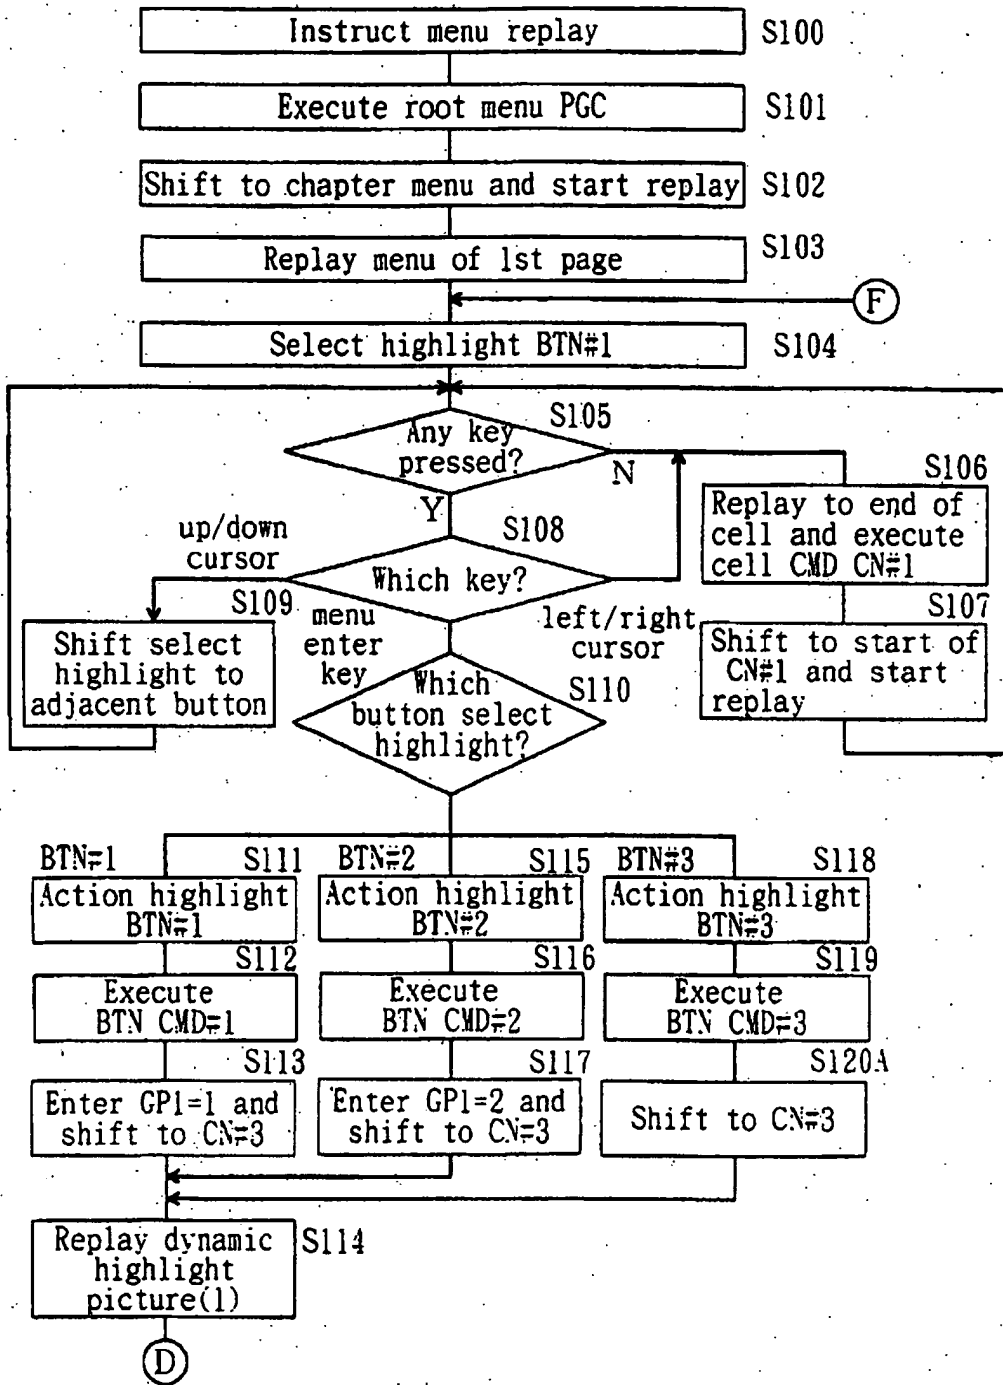 Instruct menu replay
S100
Execute root menu PGC
S101
Shift to chapter menu and start replay
S102
Replay menu of 1st page
S103
F
Select highlight BTN#1
S104
S105
Any key
pressed?
N
Y
S106
Replay to end of
cell and execute
cell CMD CN#1
S107
Shift to start of
CN#1 and start
replay
S108
Which key?
up/down
cursor
S109
Shift select
highlight to
adjacent button
menu
enter
key
left/right
cursor
S110
Which
button select
highlight?
BTN#1
S111
Action highlight
BTN#1
S112
Execute
BTN CMD#1
S113
Enter GP1=1 and
shift to CN#3
BTN#2
S115
Action highlight
BTN#2
S116
Execute
BTN CMD#2
S117
Enter GP1=2 and
shift to CN#3
BTN#3
S118
Action highlight
BTN#3
S119
Execute
BTN CMD#3
S120A
Shift to CN#3
Replay dynamic
highlight
picture(1)
S114
D